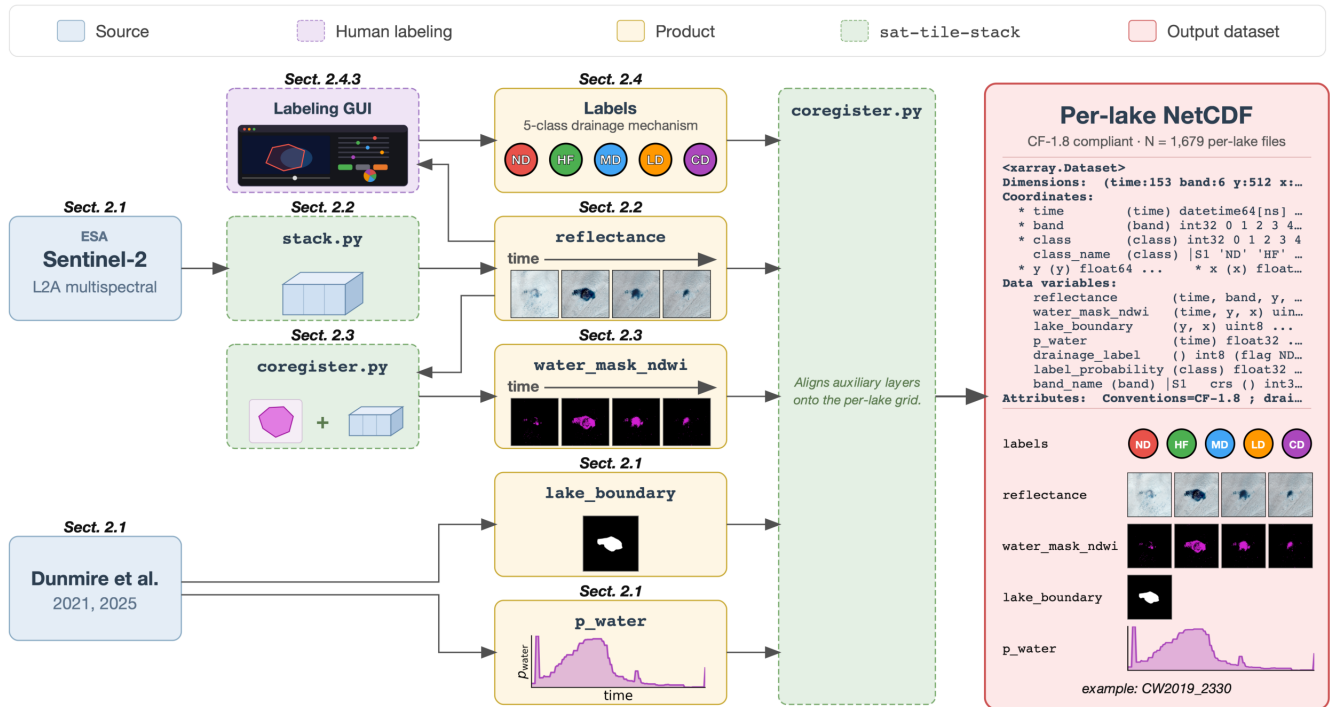 Source
Human labeling
Product
sat-tile-stack
Output dataset
Sect. 2.4.3
Labeling GUI
Sect. 2.4
Labels
5-class drainage mechanism
ND HF MD LD CD
Sect. 2.1
ESA
Sentinel-2
L2A multispectral
Sect. 2.2
stack.py
Sect. 2.2
reflectance
time
Sect. 2.3
coregister.py
+
Sect. 2.3
water_mask_ndwi
time
Sect. 2.1
lake_boundary
Sect. 2.1
Dunmire et al.
2021, 2025
Sect. 2.1
p_water
pwater
time
coregister.py
Aligns auxiliary layers
onto the per-lake grid.
Per-lake NetCDF
CF-1.8 compliant · N = 1,679 per-lake files
<xarray.Dataset>
Dimensions: (time:153 band:6 y:512 x:…
Coordinates:
* time (time) datetime64[ns] …
* band (band) int32 0 1 2 3 4…
* class (class) int32 0 1 2 3 4
class_name (class) |S1 'ND' 'HF' …
* y (y) float64 ... * x (x) float…
Data variables:
reflectance (time, band, y, …
water_mask_ndwi (time, y, x) uin…
lake_boundary (y, x) uint8 ...
p_water (time) float32 ..
drainage_label () int8 (flag ND…
label_probability (class) float32 ..
band_name (band) |S1 crs () int3…
Attributes: Conventions=CF-1.8 ; drai…
labels
ND HF MD LD CD
reflectance
water_mask_ndwi
lake_boundary
p_water
example: CW2019_2330